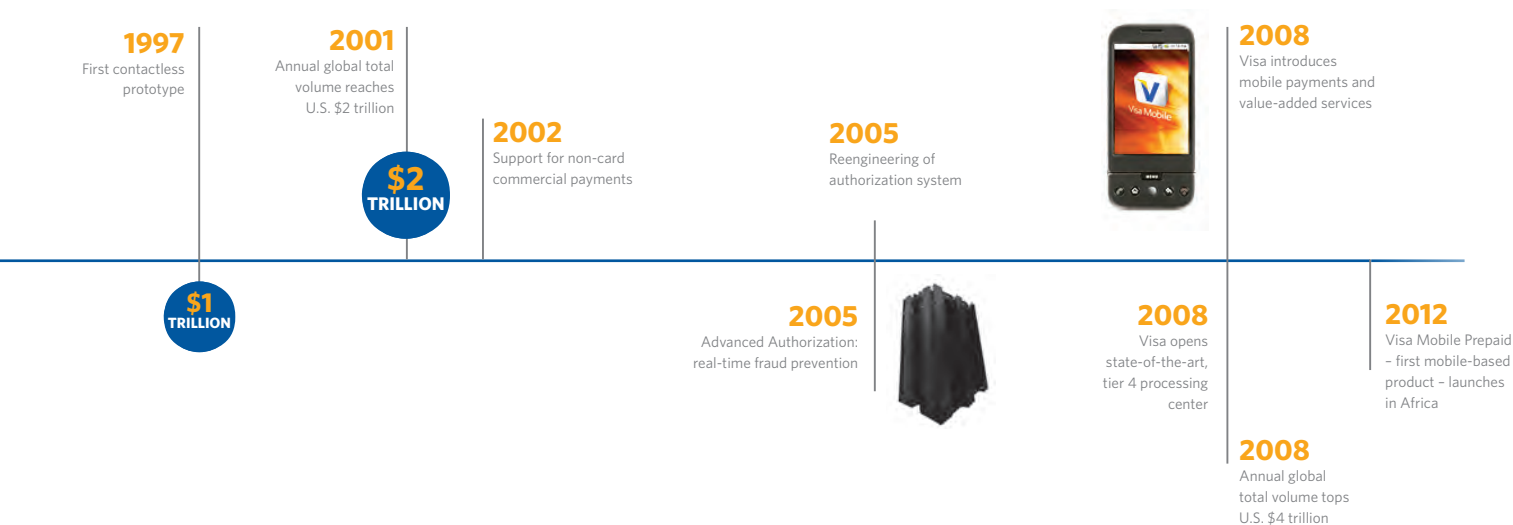 1997
First contactless
prototype
$1
TRILLION
2001
Annual global total
volume reaches
U.S. $2 trillion
$2
TRILLION
2002
Support for non-card
commercial payments
2005
Reengineering of
authorization system
2005
Advanced Authorization:
real-time fraud prevention
V
Visa Mobile
MENU
2008
Visa introduces
mobile payments and
value-added services
2008
Visa opens
state-of-the-art,
tier 4 processing
center
2008
Annual global
total volume tops
U.S. $4 trillion
2012
Visa Mobile Prepaid
– first mobile-based
product – launches
in Africa